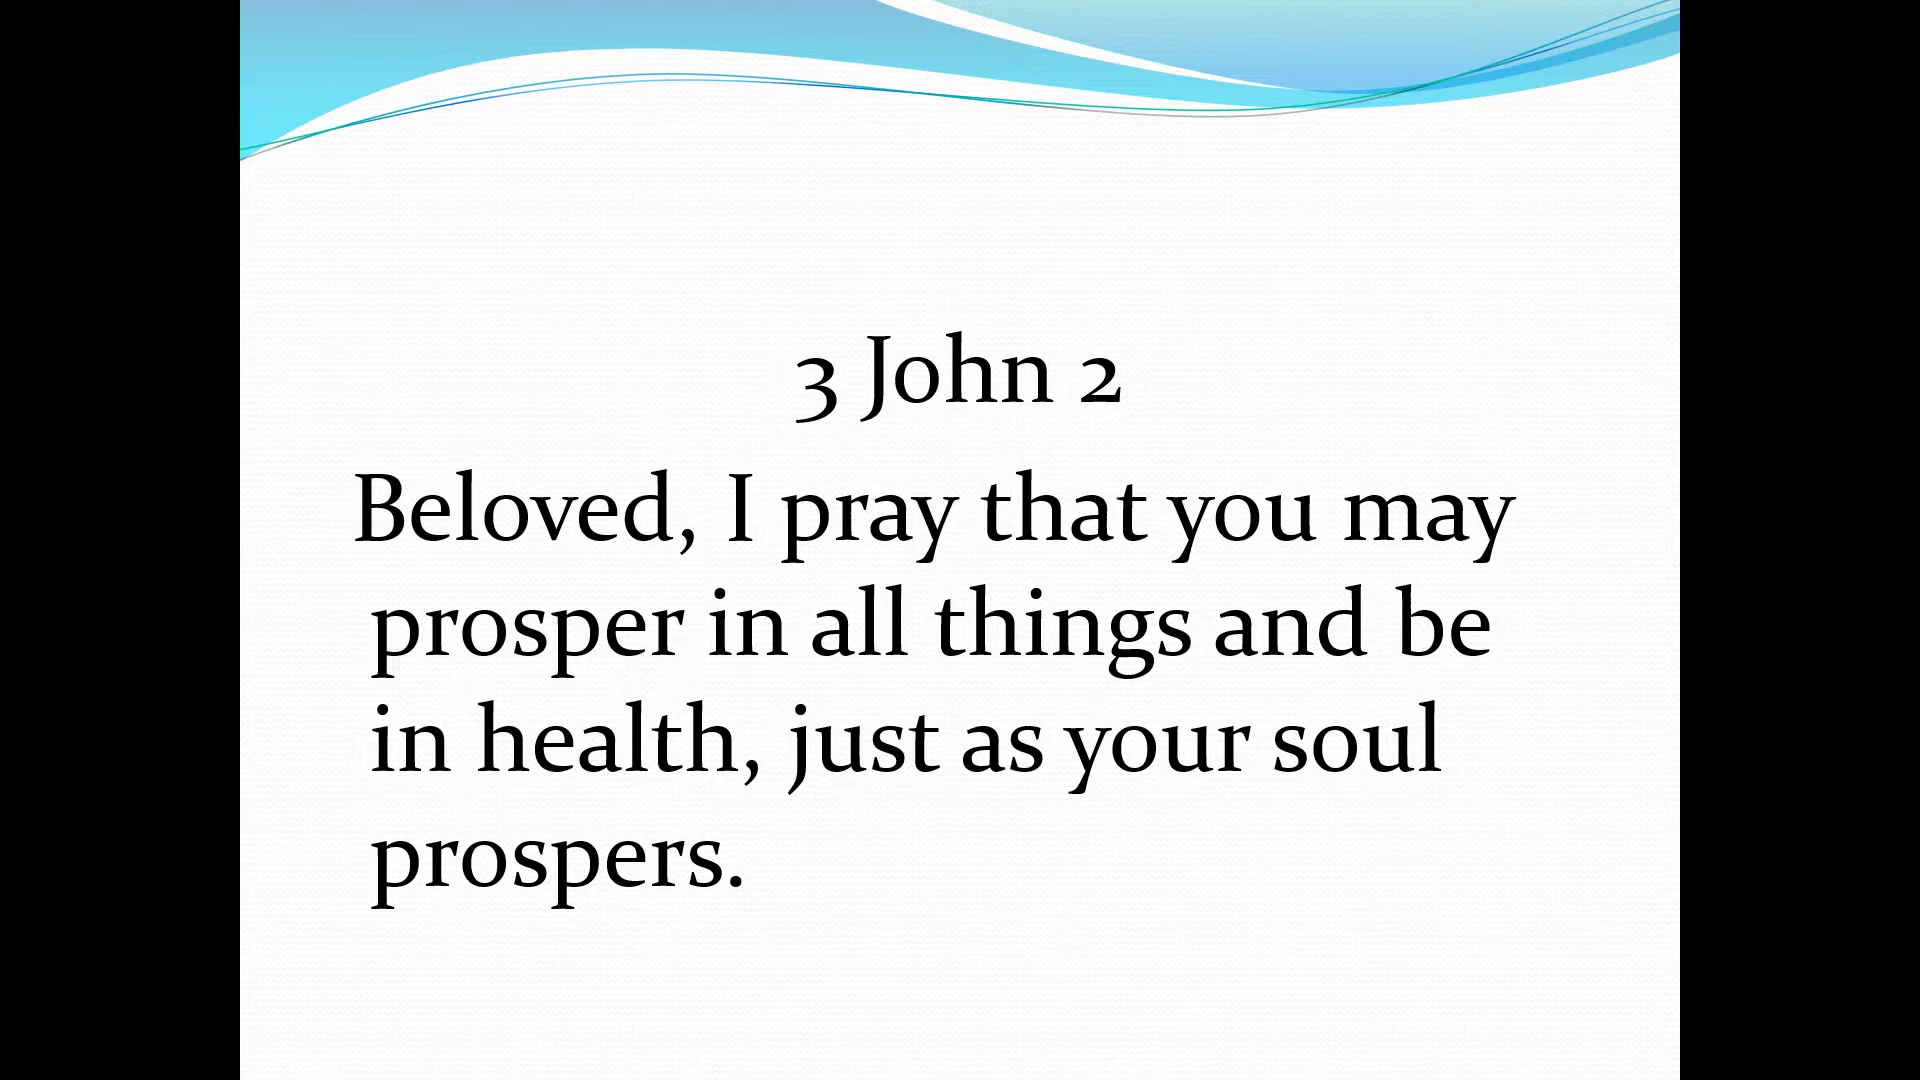 3 John 2
Beloved, I pray that you may
prosper in all things and be
in health, just as your soul
prospers.